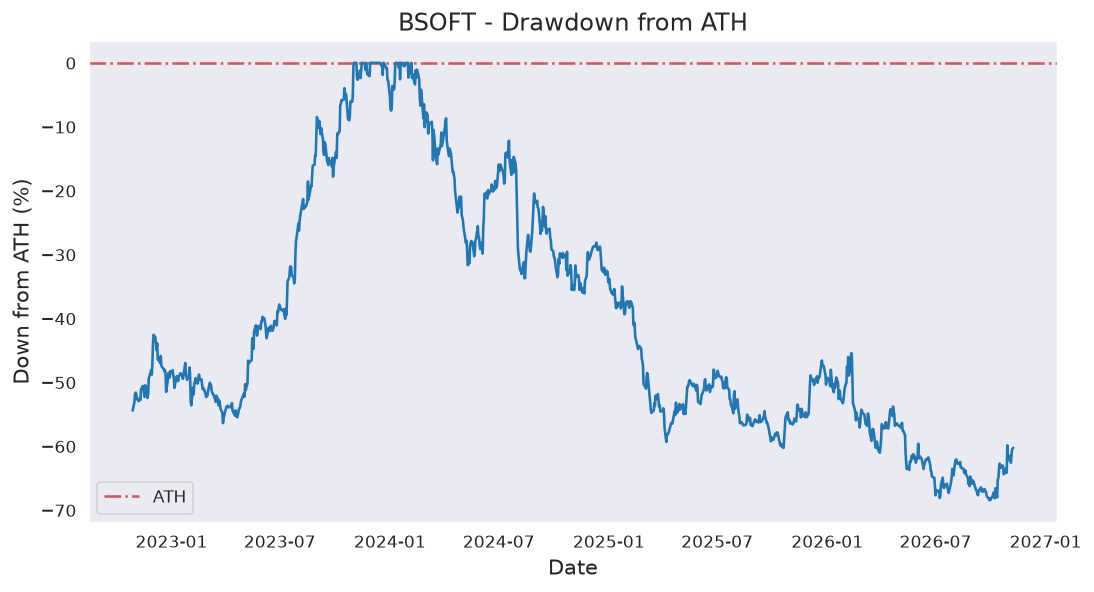 BSOFT - Drawdown from ATH
Down from ATH (%)
0
−10
−20
−30
−40
−50
−60
−70
ATH
2023-01 2023-07 2024-01 2024-07 2025-01 2025-07 2026-01 2026-07 2027-01
Date